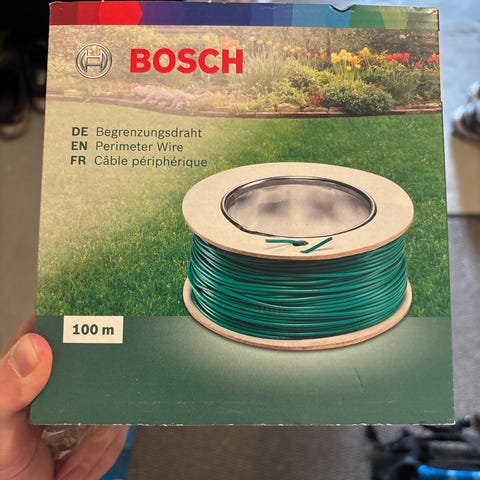 BOSCH
DE Begrenzungsdraht
EN Perimeter Wire
FR Câble périphérique
100 m